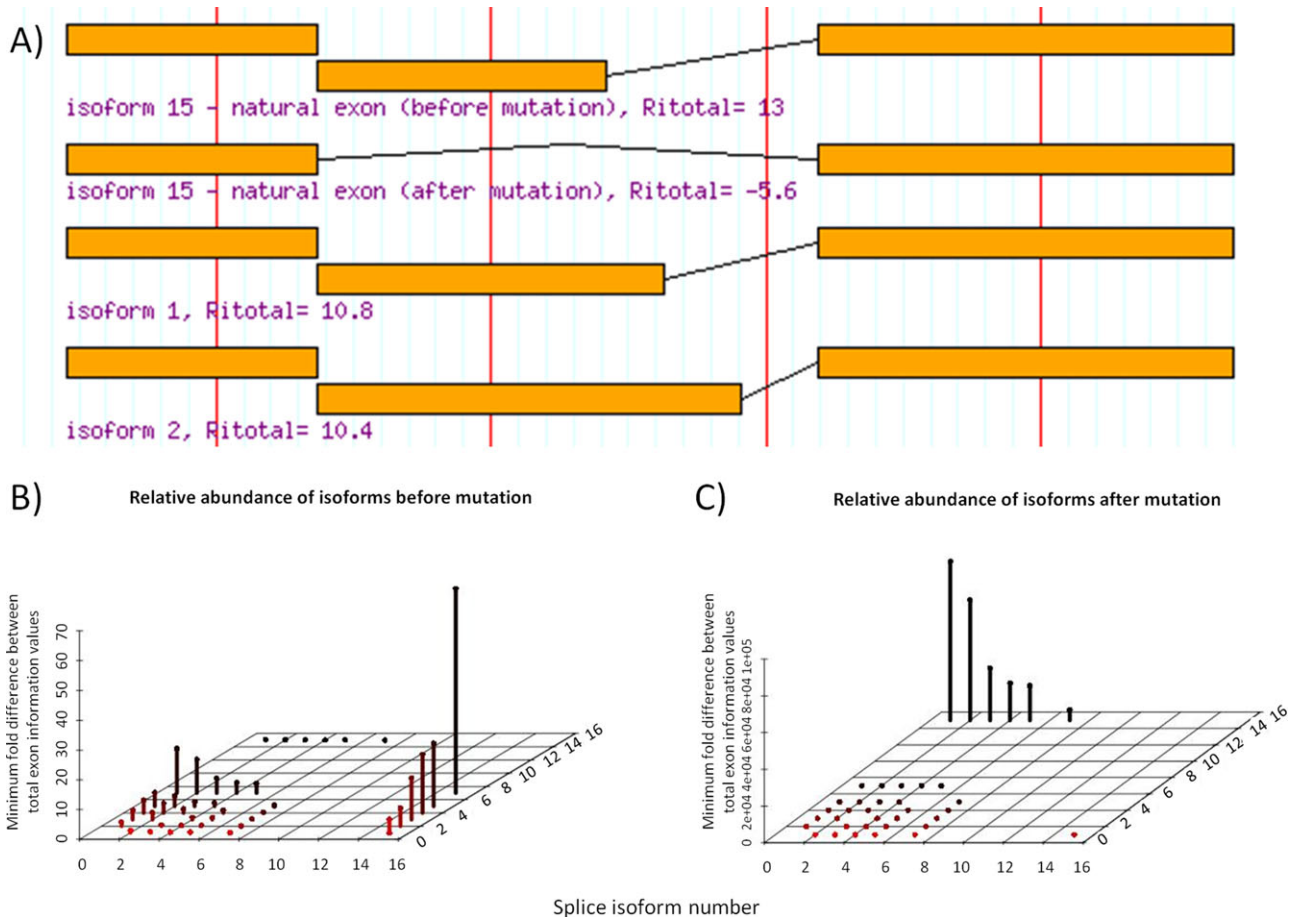 A)
isoform 15 - natural exon (before mutation), Ritotal= 13
isoform 15 - natural exon (after mutation), Ritotal= -5.6
isoform 1, Ritotal= 10.8
isoform 2, Ritotal= 10.4
B)
Relative abundance of isoforms before mutation
Minimum fold difference between
total exon information values
70
60
50
40
30
20
10
0
0 2 4 6 8 10 12 14 16
0 2 4 6 8 10 12 14 16
C)
Relative abundance of isoforms after mutation
Minimum fold difference between
total exon information values
0 2e+04 4e+04 6e+04 8e+04 1e+05
0 2 4 6 8 10 12 14 16
0 2 4 6 8 10 12 14 16
Splice isoform number